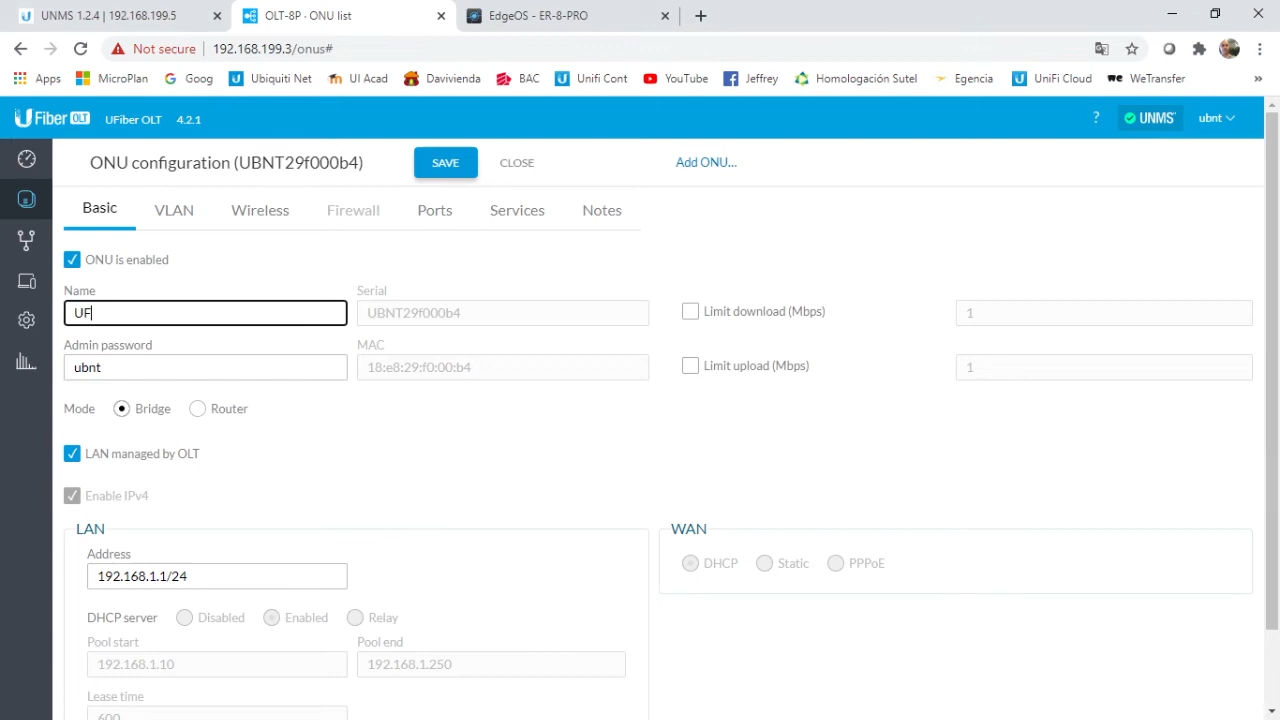 UNMS 1.2.4 | 192.168.199.5
OLT-8P - ONU list
EdgeOS - ER-8-PRO
Not secure
192.168.199.3/onus#
Apps
MicroPlan
Goog
Ubiquiti Net
UI Acad
Davivienda
BAC
Unifi Cont
YouTube
Jeffrey
Homologación Sutel
Egencia
UniFi Cloud
WeTransfer
»
UFiber OLT
UFiber OLT
4.2.1
?
UNMS
ubnt
ONU configuration (UBNT29f000b4)
SAVE
CLOSE
Add ONU...
Basic
VLAN
Wireless
Firewall
Ports
Services
Notes
ONU is enabled
Name
Serial
UF
UBNT29f000b4
Limit download (Mbps)
1
Admin password
MAC
ubnt
18:e8:29:f0:00:b4
Limit upload (Mbps)
1
Mode
Bridge
Router
LAN managed by OLT
Enable IPv4
LAN
WAN
Address
192.168.1.1/24
DHCP
Static
PPPoE
DHCP server
Disabled
Enabled
Relay
Pool start
Pool end
192.168.1.10
192.168.1.250
Lease time
600